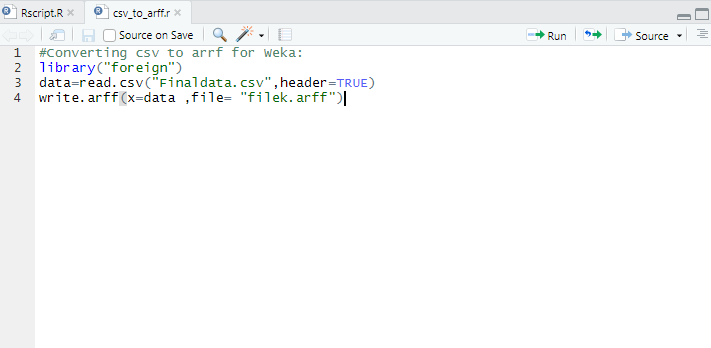 Rscript.R
csv_to_arff.r
Source on Save
Run
Source
1 #Converting csv to arrf for Weka:
2 library("foreign")
3 data=read.csv("Finaldata.csv",header=TRUE)
4 write.arff(x=data ,file= "filek.arff")